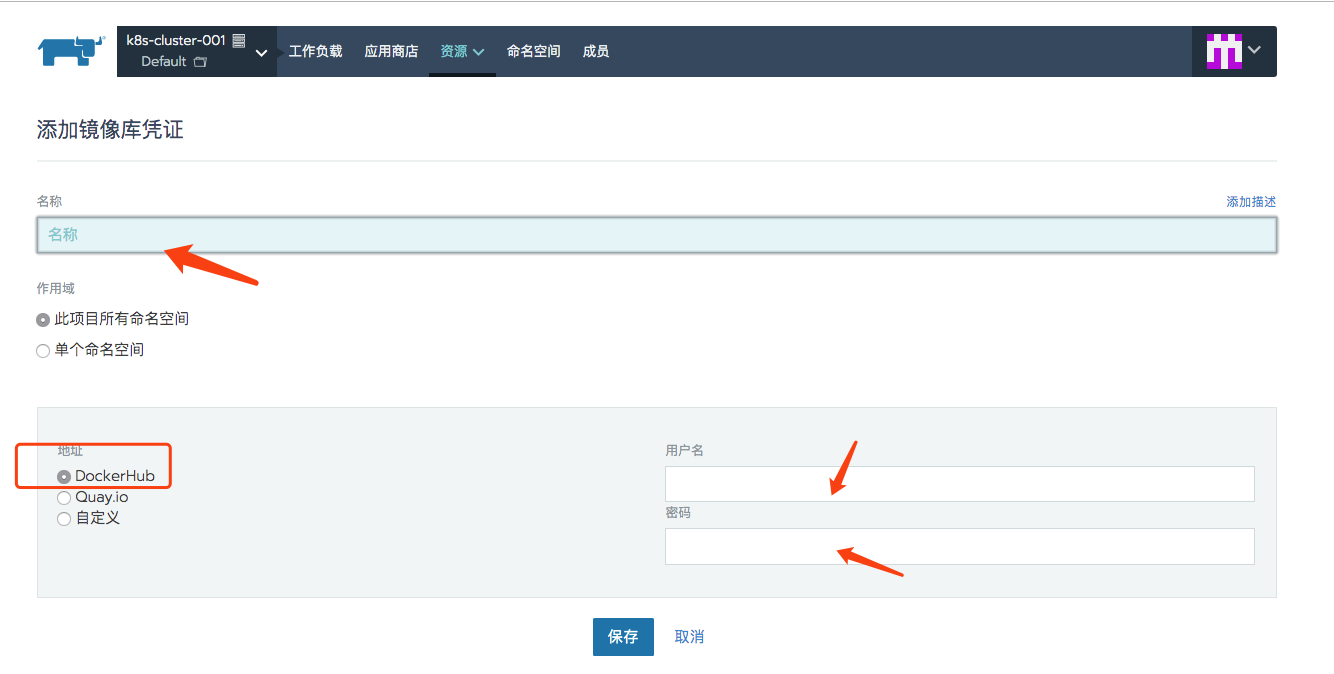 k8s-cluster-001
Default
工作负载 应用商店 资源 命名空间 成员
添加镜像库凭证
名称 添加描述
名称
作用域
此项目所有命名空间
单个命名空间
地址 用户名
DockerHub
Quay.io
自定义
密码
保存 取消